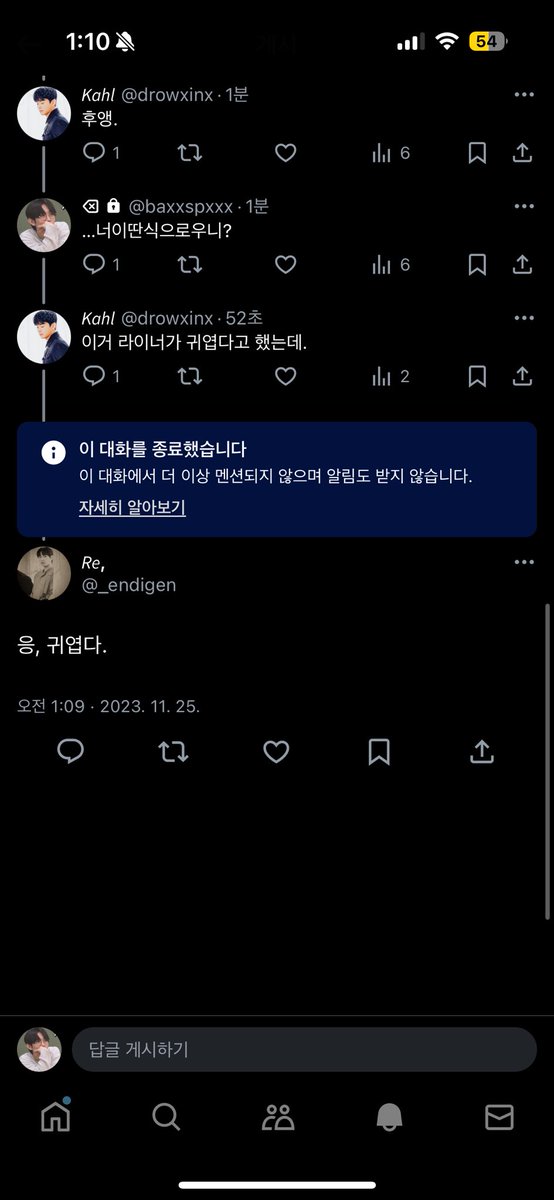 1:10
54
Kahl @drowxinx · 1분
후앵.
1
6
@baxxspxxx · 1분
...너이딴식으로우니?
1
6
Kahl @drowxinx · 52초
이거 라이너가 귀엽다고 했는데.
1
2
이 대화를 종료했습니다
이 대화에서 더 이상 멘션되지 않으며 알림도 받지 않습니다.
자세히 알아보기
Re,
@_endigen
응, 귀엽다.
오전 1:09 · 2023. 11. 25.
답글 게시하기